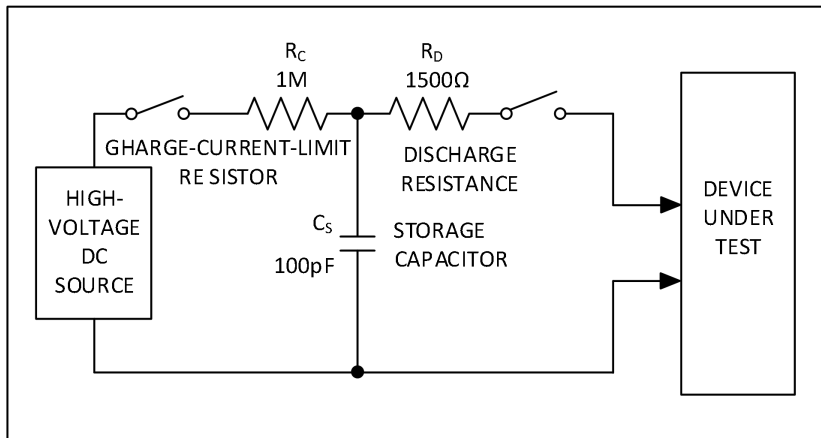 R_C
1M
R_D
1500Ω
GHARGE-CURRENT-LIMIT
RE SISTOR
DISCHARGE
RESISTANCE
HIGH-
VOLTAGE
DC
SOURCE
C_S
100pF
STORAGE
CAPACITOR
DEVICE
UNDER
TEST